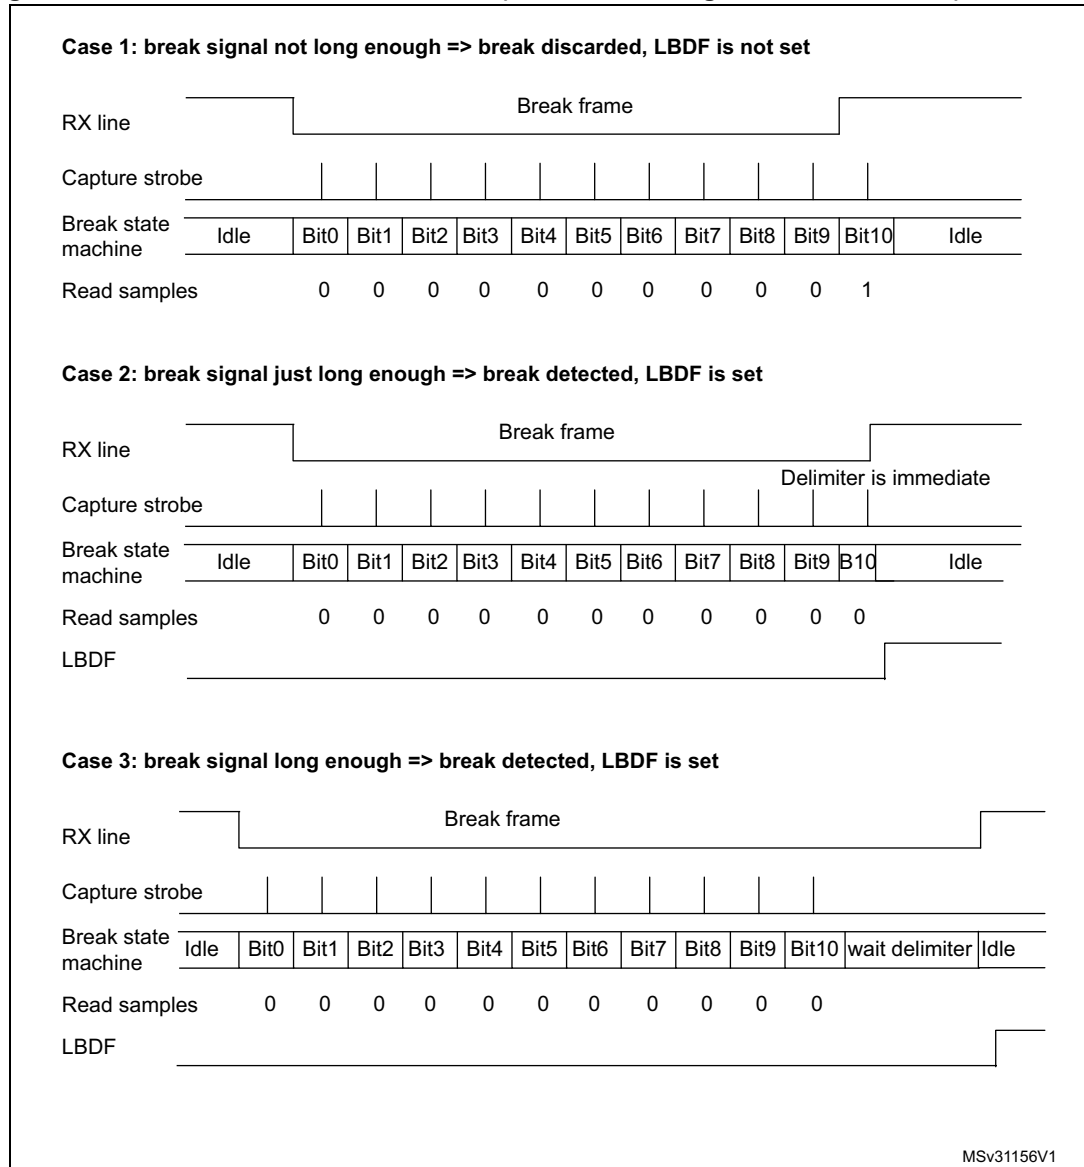 Case 1: break signal not long enough => break discarded, LBDF is not set
Break frame
RX line
Capture strobe
Break state machine Idle Bit0 Bit1 Bit2 Bit3 Bit4 Bit5 Bit6 Bit7 Bit8 Bit9 Bit10 Idle
Read samples 0 0 0 0 0 0 0 0 0 0 1
Case 2: break signal just long enough => break detected, LBDF is set
Break frame
RX line
Delimiter is immediate
Capture strobe
Break state machine Idle Bit0 Bit1 Bit2 Bit3 Bit4 Bit5 Bit6 Bit7 Bit8 Bit9 B10 Idle
Read samples 0 0 0 0 0 0 0 0 0 0 0
LBDF
Case 3: break signal long enough => break detected, LBDF is set
Break frame
RX line
Capture strobe
Break state machine Idle Bit0 Bit1 Bit2 Bit3 Bit4 Bit5 Bit6 Bit7 Bit8 Bit9 Bit10 wait delimiter Idle
Read samples 0 0 0 0 0 0 0 0 0 0 0
LBDF
MSv31156V1